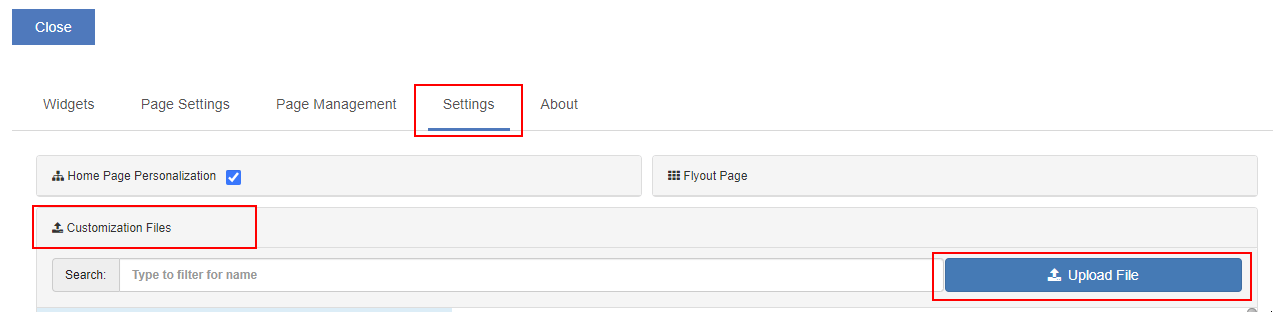 Close
Widgets Page Settings Page Management Settings About
Home Page Personalization Flyout Page
Customization Files
Search: Type to filter for name Upload File